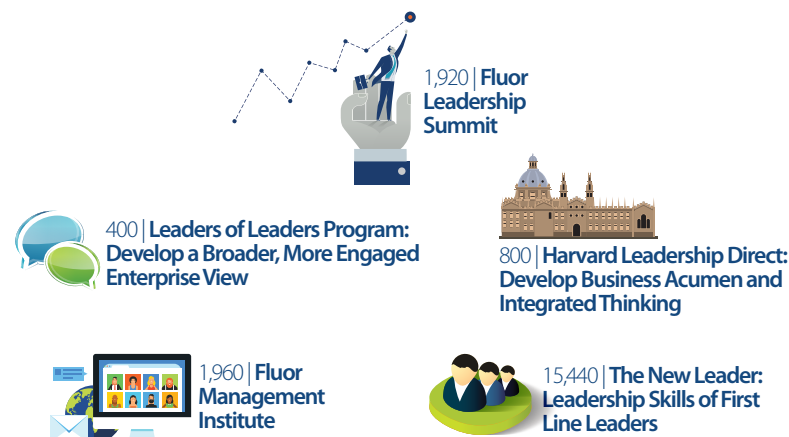 1,920 | Fluor
Leadership
Summit
400 | Leaders of Leaders Program:
Develop a Broader, More Engaged
Enterprise View
800 | Harvard Leadership Direct:
Develop Business Acumen and
Integrated Thinking
1,960 | Fluor
Management
Institute
15,440 | The New Leader:
Leadership Skills of First
Line Leaders